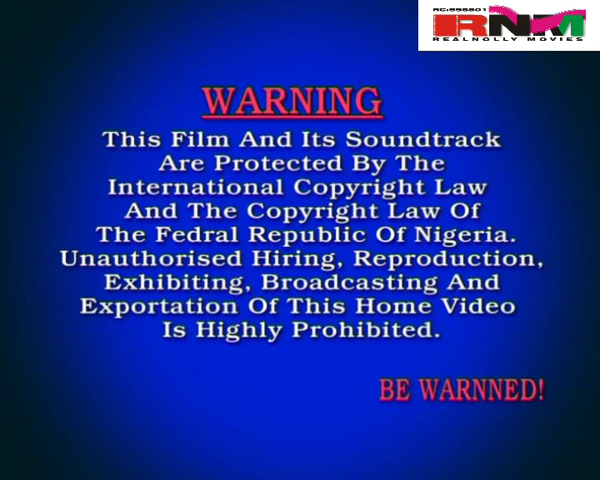 RC:555801
RNM
REALNOLLY MOVIES
WARNING
This Film And Its Soundtrack
Are Protected By The
International Copyright Law
And The Copyright Law Of
The Fedral Republic Of Nigeria.
Unauthorised Hiring, Reproduction,
Exhibiting, Broadcasting And
Exportation Of This Home Video
Is Highly Prohibited.
BE WARNNED!